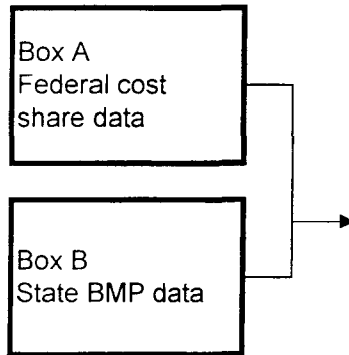 Box A
Federal cost
share data
Box B
State BMP data